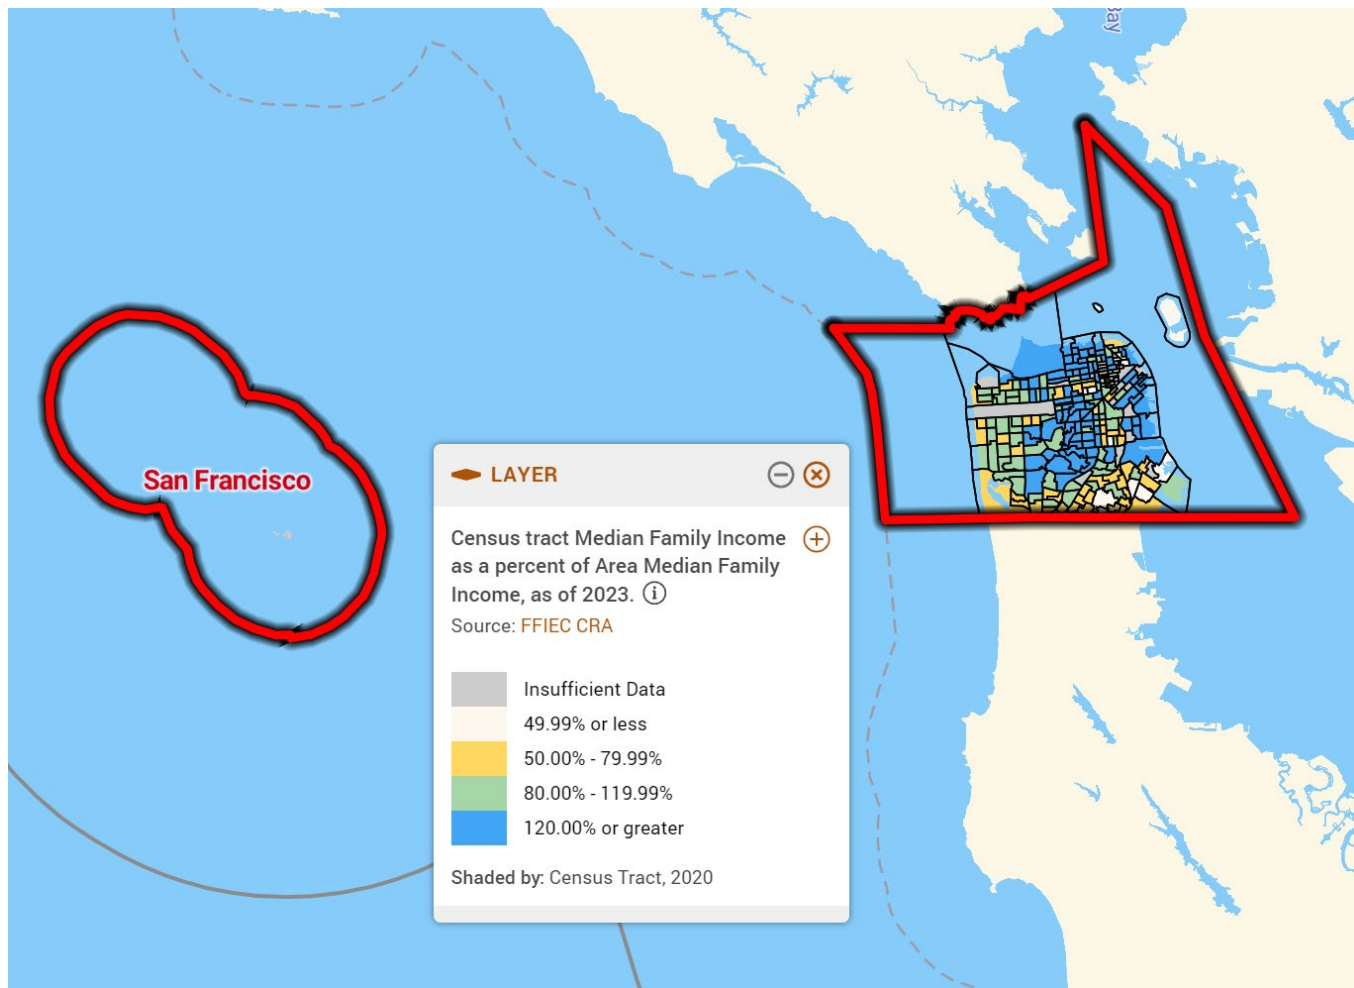 Bay
San Francisco
LAYER
Census tract Median Family Income
as a percent of Area Median Family
Income, as of 2023.
Source: FFIEC CRA
Insufficient Data
49.99% or less
50.00% - 79.99%
80.00% - 119.99%
120.00% or greater
Shaded by: Census Tract, 2020